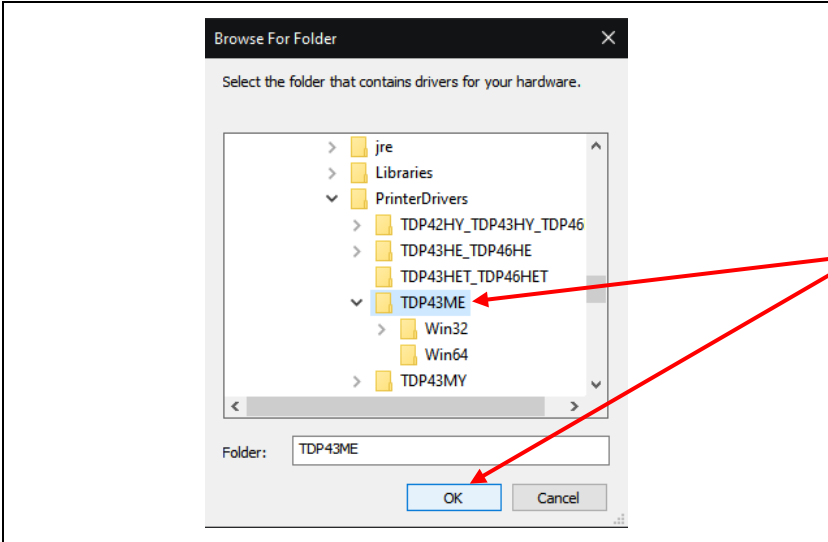 Browse For Folder
Select the folder that contains drivers for your hardware.
jre
Libraries
PrinterDrivers
TDP42HY_TDP43HY_TDP46
TDP43HE_TDP46HE
TDP43HET_TDP46HET
TDP43ME
Win32
Win64
TDP43MY
Folder: TDP43ME
OK Cancel